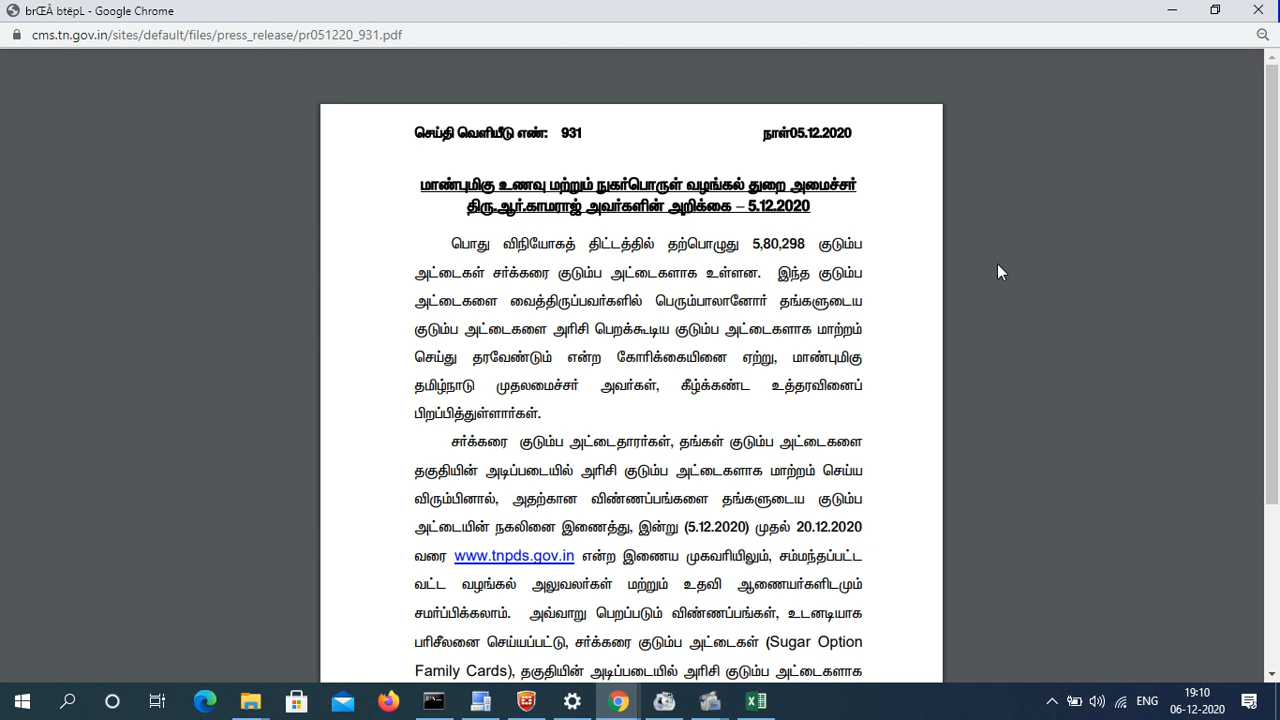 brŒÂ btëpL - Google Chrome
cms.tn.gov.in/sites/default/files/press_release/pr051220_931.pdf
செய்தி வெளியீடு எண்: 931 நாள்05.12.2020
மாண்புமிகு உணவு மற்றும் நுகர்பொருள் வழங்கல் துறை அமைச்சர்
திரு.ஆர்.காமராஜ் அவர்களின் அறிக்கை – 5.12.2020
பொது விநியோகத் திட்டத்தில் தற்பொழுது 5,80,298 குடும்ப
அட்டைகள் சர்க்கரை குடும்ப அட்டைகளாக உள்ளன. இந்த குடும்ப
அட்டைகளை வைத்திருப்பவர்களில் பெரும்பாலானோர் தங்களுடைய
குடும்ப அட்டைகளை அரிசி பெறக்கூடிய குடும்ப அட்டைகளாக மாற்றம்
செய்து தரவேண்டும் என்ற கோரிக்கையினை ஏற்று, மாண்புமிகு
தமிழ்நாடு முதலமைச்சர் அவர்கள், கீழ்க்கண்ட உத்தரவினைப்
பிறப்பித்துள்ளார்கள்.
சர்க்கரை குடும்ப அட்டைதாரர்கள், தங்கள் குடும்ப அட்டைகளை
தகுதியின் அடிப்படையில் அரிசி குடும்ப அட்டைகளாக மாற்றம் செய்ய
விரும்பினால், அதற்கான விண்ணப்பங்களை தங்களுடைய குடும்ப
அட்டையின் நகலினை இணைத்து, இன்று (5.12.2020) முதல் 20.12.2020
வரை www.tnpds.gov.in என்ற இணைய முகவரியிலும், சம்மந்தப்பட்ட
வட்ட வழங்கல் அலுவலர்கள் மற்றும் உதவி ஆணையர்களிடமும்
சமர்ப்பிக்கலாம். அவ்வாறு பெறப்படும் விண்ணப்பங்கள், உடனடியாக
பரிசீலனை செய்யப்பட்டு, சர்க்கரை குடும்ப அட்டைகள் (Sugar Option
Family Cards), தகுதியின் அடிப்படையில் அரிசி குடும்ப அட்டைகளாக
ENG
19:10
06-12-2020